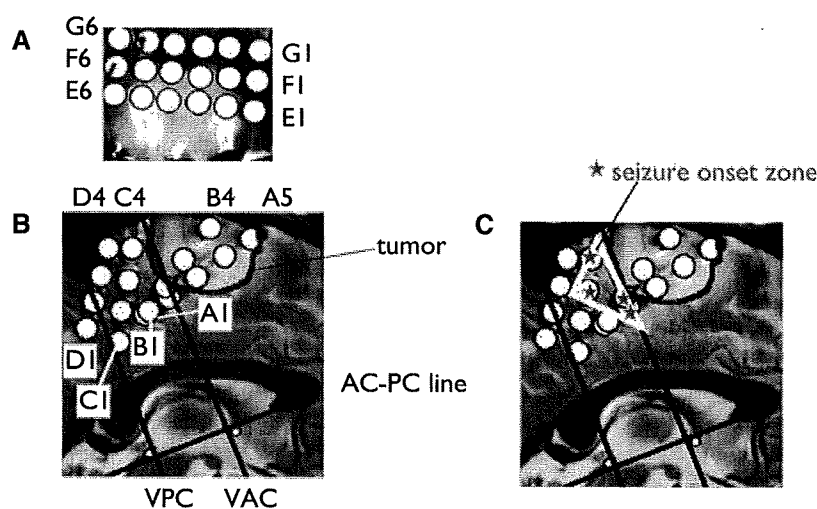 A
G6
G1
F6
F1
E6
E1
★ seizure onset zone
D4 C4 B4 A5
B
C
tumor
A1
B1
D1
C1
AC-PC line
VPC VAC